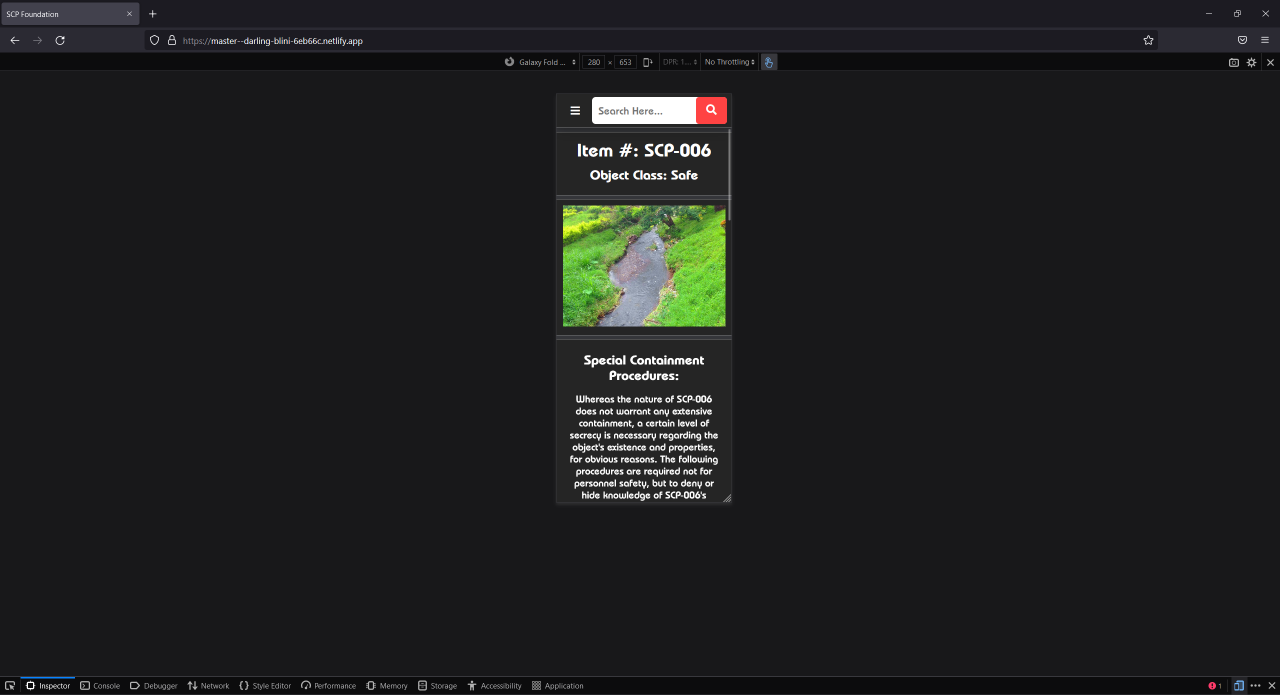 SCP Foundation
https://master--darling-blini-6eb66c.netlify.app
Galaxy Fold ... 280 × 653 DPR: 1... No Throttling
Search Here...
Item #: SCP-006
Object Class: Safe
Special Containment
Procedures:
Whereas the nature of SCP-006
does not warrant any extensive
containment, a certain level of
secrecy is necessary regarding the
object's existence and properties,
for obvious reasons. The following
procedures are required not for
personnel safety, but to deny or
hide knowledge of SCP-006's
Inspector Console Debugger Network Style Editor Performance Memory Storage Accessibility Application 1